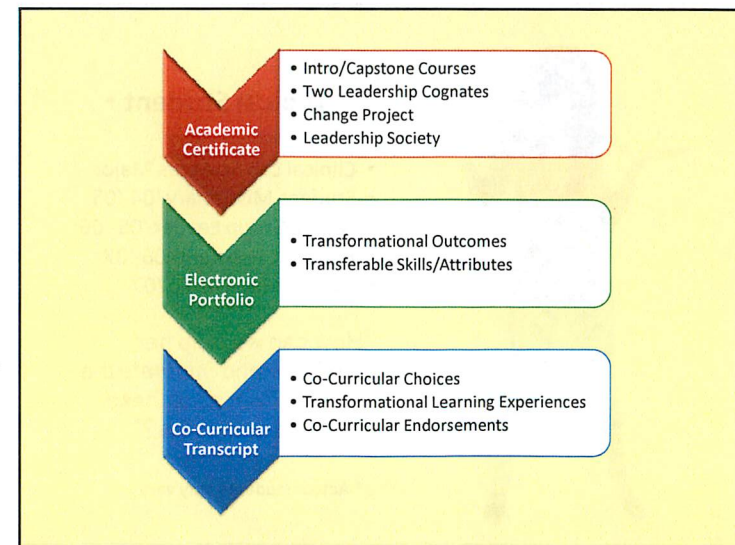 Academic
Certificate
• Intro/Capstone Courses
• Two Leadership Cognates
• Change Project
• Leadership Society
Electronic
Portfolio
• Transformational Outcomes
• Transferable Skills/Attributes
Co-Curricular
Transcript
• Co-Curricular Choices
• Transformational Learning Experiences
• Co-Curricular Endorsements